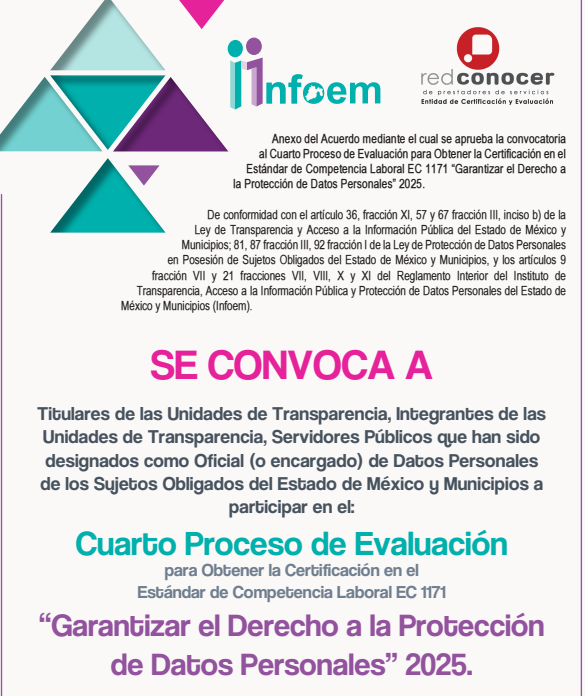 infoem
red conocer
de prestadores de servicios
Entidad de Certificación y Evaluación
Anexo del Acuerdo mediante el cual se aprueba la convocatoria
al Cuarto Proceso de Evaluación para Obtener la Certificación en el
Estándar de Competencia Laboral EC 1171 “Garantizar el Derecho a
la Protección de Datos Personales” 2025.
De conformidad con el artículo 36, fracción XI, 57 y 67 fracción III, inciso b) de la
Ley de Transparencia y Acceso a la Información Pública del Estado de México y
Municipios; 81, 87 fracción III, 92 fracción I de la Ley de Protección de Datos Personales
en Posesión de Sujetos Obligados del Estado de México y Municipios, y los artículos 9
fracción VII y 21 fracciones VII, VIII, X y XI del Reglamento Interior del Instituto de
Transparencia, Acceso a la Información Pública y Protección de Datos Personales del Estado de
México y Municipios (Infoem).
SE CONVOCA A
Titulares de las Unidades de Transparencia, Integrantes de las
Unidades de Transparencia, Servidores Públicos que han sido
designados como Oficial (o encargado) de Datos Personales
de los Sujetos Obligados del Estado de México y Municipios a
participar en el:
Cuarto Proceso de Evaluación
para Obtener la Certificación en el
Estándar de Competencia Laboral EC 1171
“Garantizar el Derecho a la Protección
de Datos Personales” 2025.